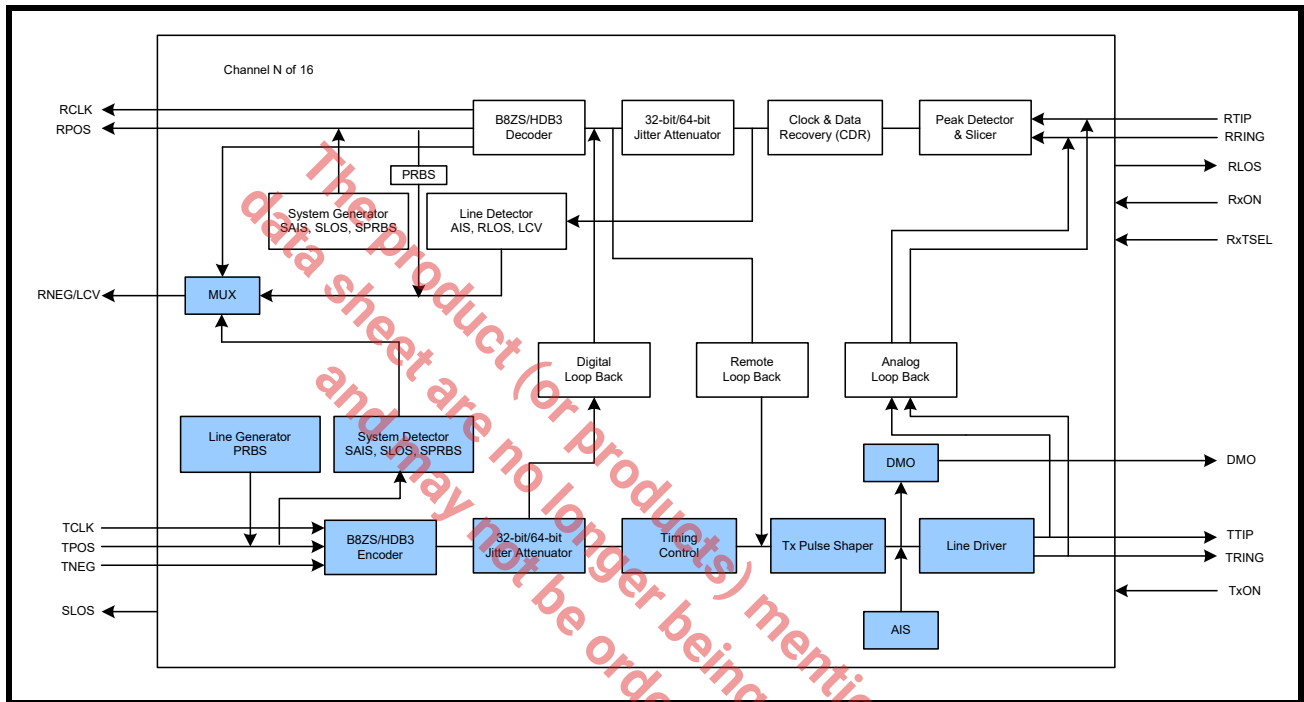 Channel N of 16
RCLK
RPOS
B8ZS/HDB3
Decoder
32-bit/64-bit
Jitter Attenuator
Clock & Data
Recovery (CDR)
Peak Detector
& Slicer
RTIP
RRING
RLOS
RxON
RxTSEL
PRBS
System Generator
SAIS, SLOS, SPRBS
Line Detector
AIS, RLOS, LCV
RNEG/LCV
MUX
Digital
Loop Back
Remote
Loop Back
Analog
Loop Back
Line Generator
PRBS
System Detector
SAIS, SLOS, SPRBS
DMO
DMO
TCLK
TPOS
TNEG
B8ZS/HDB3
Encoder
32-bit/64-bit
Jitter Attenuator
Timing
Control
Tx Pulse Shaper
Line Driver
TTIP
TRING
TxON
SLOS
AIS
The product (or products) mentio
data sheet are no longer being
and may not be orde